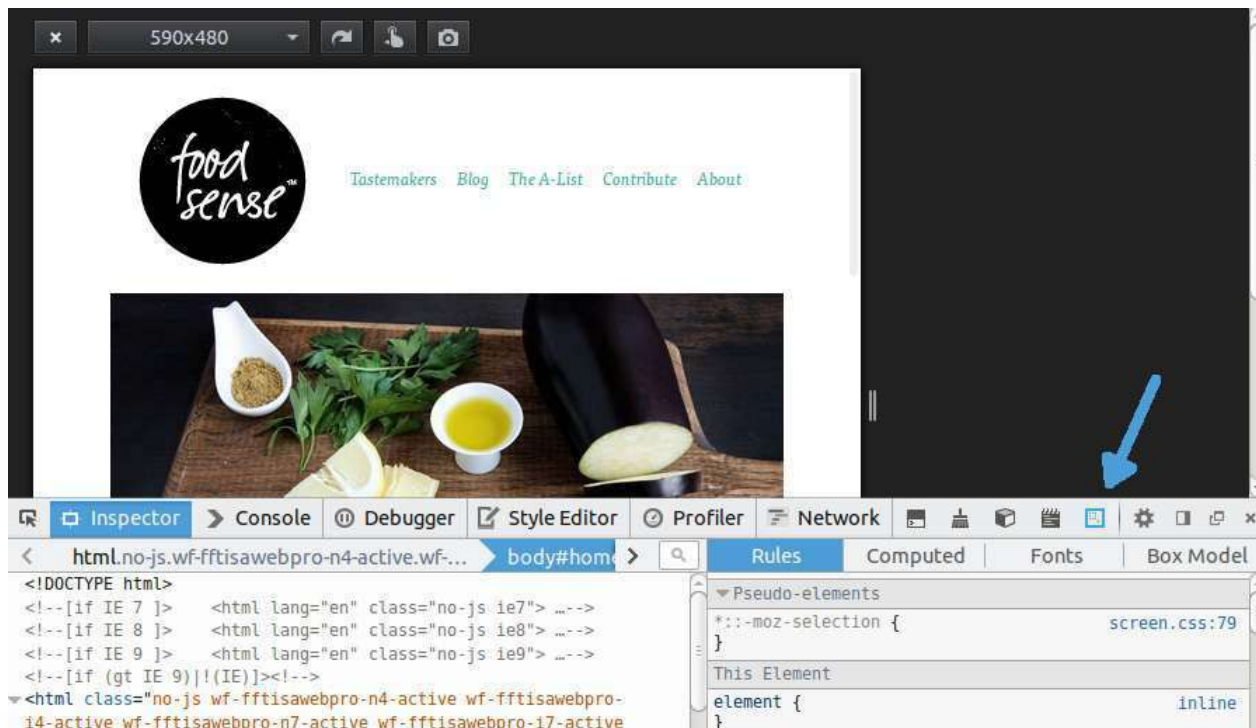 590x480
food
sense™
Tastemakers Blog The A-List Contribute About
Inspector Console Debugger Style Editor Profiler Network
html.no-js.wf-fftisawebpro-n4-active.wf-... body#home
Rules Computed Fonts Box Model
<!DOCTYPE html>
<!--[if IE 7 ]> <html lang="en" class="no-js ie7"> …-->
<!--[if IE 8 ]> <html lang="en" class="no-js ie8"> …-->
<!--[if IE 9 ]> <html lang="en" class="no-js ie9"> …-->
<!--[if (gt IE 9)|!(IE)]><!-->
<html class="no-js wf-fftisawebpro-n4-active wf-fftisawebpro-
i4-active wf-fftisawebpro-n7-active wf-fftisawebpro-i7-active
Pseudo-elements
*::-moz-selection { screen.css:79
}
This Element
element { inline
}